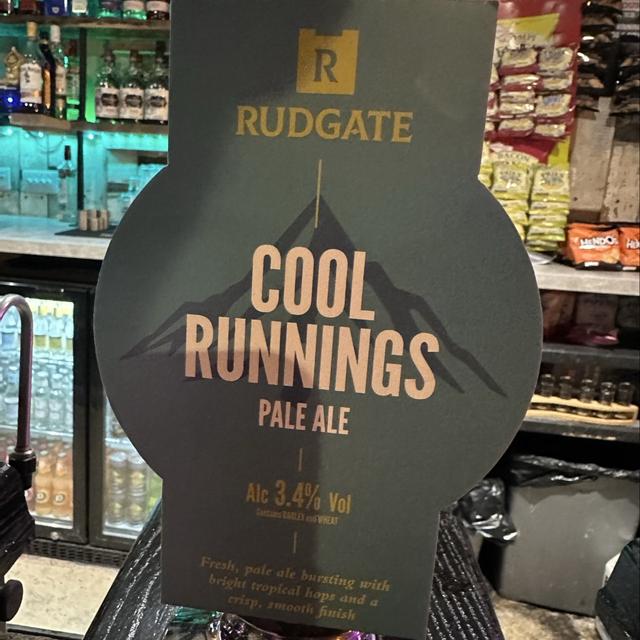 R
RUDGATE
COOL
RUNNINGS
PALE ALE
Alc 3.4% Vol
Contains BARLEY and WHEAT
Fresh, pale ale bursting with
bright tropical hops and a
crisp, smooth finish